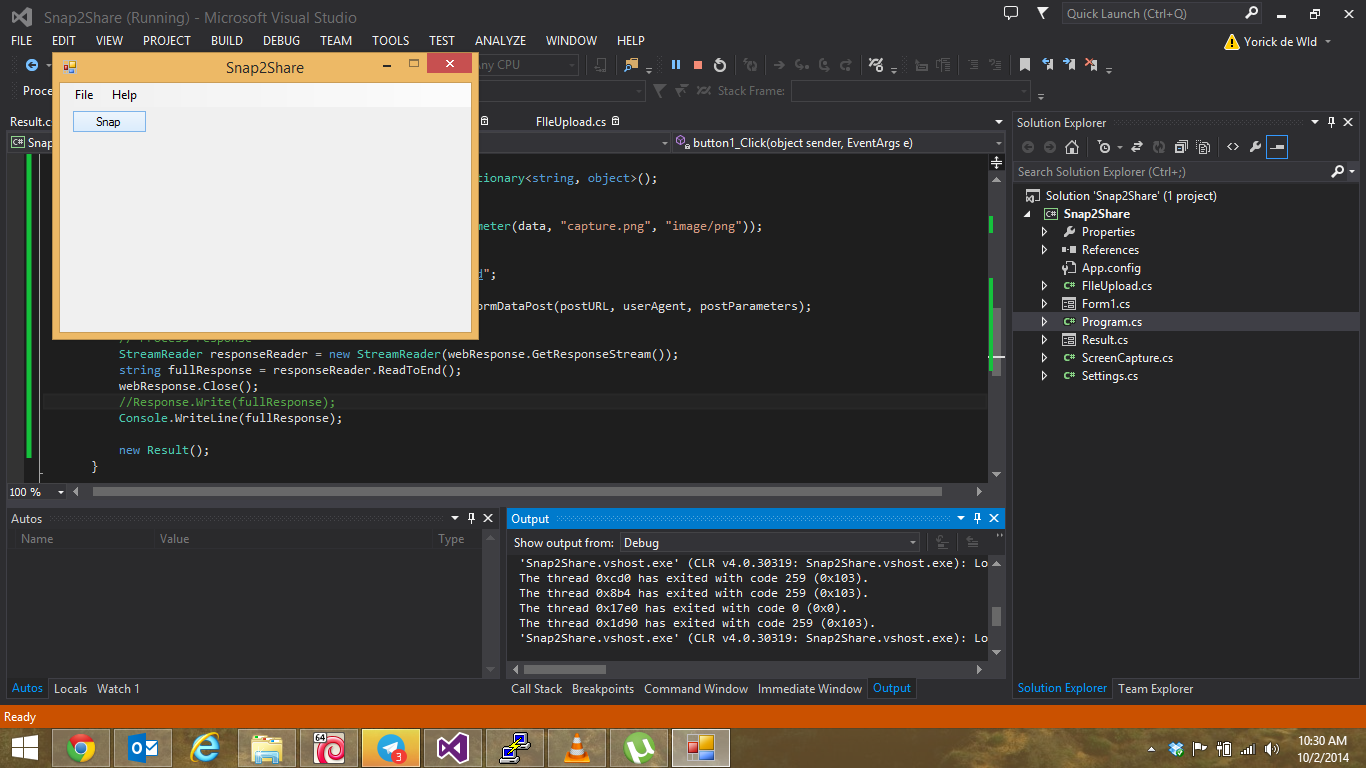 Snap2Share (Running) - Microsoft Visual Studio
Quick Launch (Ctrl+Q)
FILE EDIT VIEW PROJECT BUILD DEBUG TEAM TOOLS TEST ANALYZE WINDOW HELP
Yorick de Wld
Snap2Share
File Help
Snap
Any CPU
Proce
Stack Frame:
Result.c
FIleUpload.cs
Snap
button1_Click(object sender, EventArgs e)
tionary<string, object>();
meter(data, "capture.png", "image/png"));
d";
ormDataPost(postURL, userAgent, postParameters);
// Process response
StreamReader responseReader = new StreamReader(webResponse.GetResponseStream());
string fullResponse = responseReader.ReadToEnd();
webResponse.Close();
//Response.Write(fullResponse);
Console.WriteLine(fullResponse);
new Result();
}
100 %
Solution Explorer
Search Solution Explorer (Ctrl+;)
Solution 'Snap2Share' (1 project)
Snap2Share
Properties
References
App.config
FIleUpload.cs
Form1.cs
Program.cs
Result.cs
ScreenCapture.cs
Settings.cs
Autos
Name Value Type
Autos Locals Watch 1
Output
Show output from: Debug
'Snap2Share.vshost.exe' (CLR v4.0.30319: Snap2Share.vshost.exe): Lo
The thread 0xcd0 has exited with code 259 (0x103).
The thread 0x8b4 has exited with code 259 (0x103).
The thread 0x17e0 has exited with code 0 (0x0).
The thread 0x1d90 has exited with code 259 (0x103).
'Snap2Share.vshost.exe' (CLR v4.0.30319: Snap2Share.vshost.exe): Lo
Call Stack Breakpoints Command Window Immediate Window Output
Solution Explorer Team Explorer
Ready
64
3
10:30 AM
10/2/2014